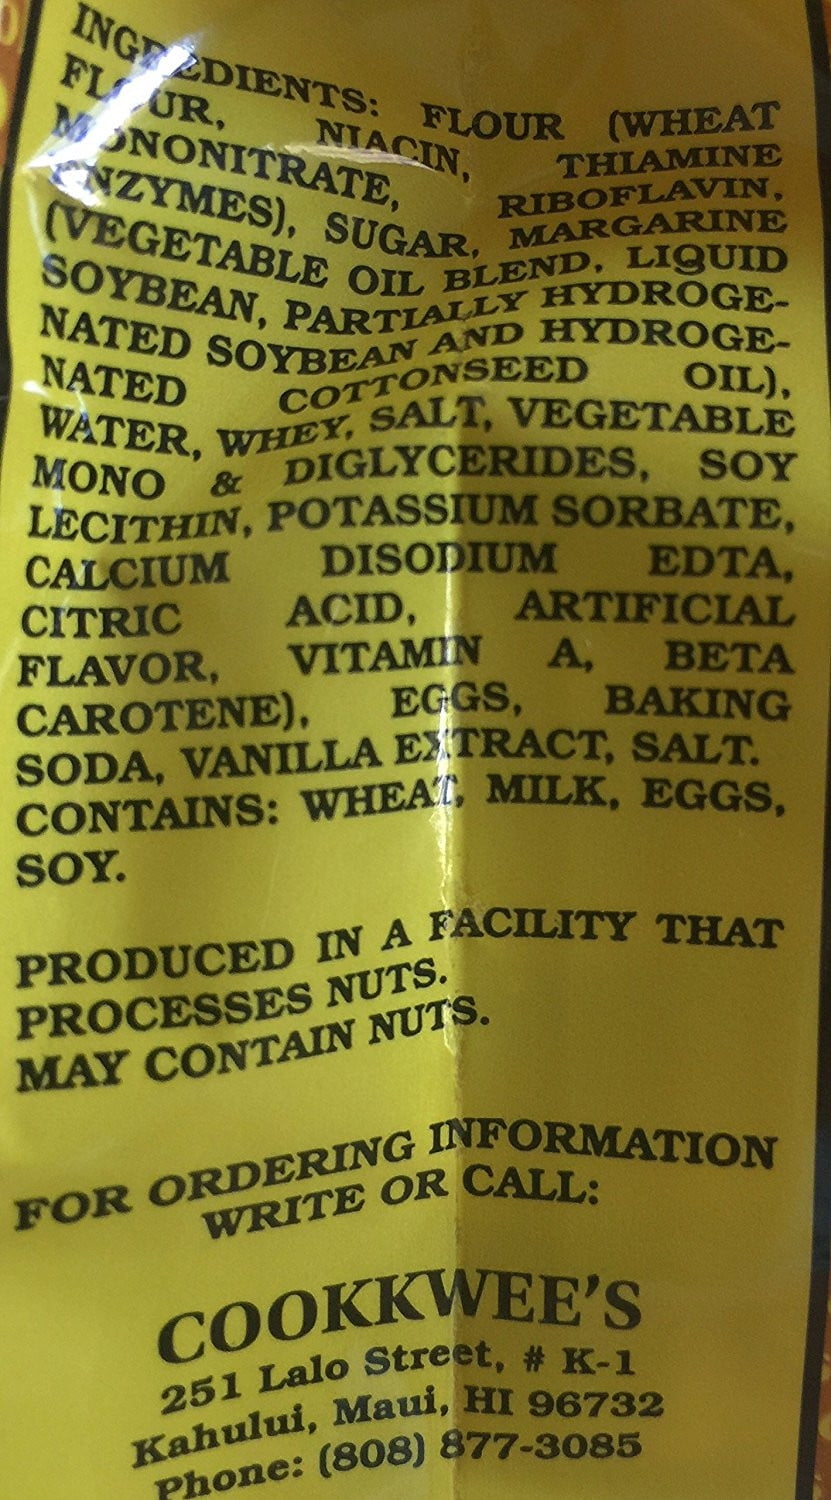 INGREDIENTS: FLOUR (WHEAT
FLOUR, NIACIN, THIAMINE
MONONITRATE, RIBOFLAVIN,
ENZYMES), SUGAR, MARGARINE
(VEGETABLE OIL BLEND, LIQUID
SOYBEAN, PARTIALLY HYDROGE-
NATED SOYBEAN AND HYDROGE-
NATED COTTONSEED OIL),
WATER, WHEY, SALT, VEGETABLE
MONO & DIGLYCERIDES, SOY
LECITHIN, POTASSIUM SORBATE,
CALCIUM DISODIUM EDTA,
CITRIC ACID, ARTIFICIAL
FLAVOR, VITAMIN A, BETA
CAROTENE), EGGS, BAKING
SODA, VANILLA EXTRACT, SALT.
CONTAINS: WHEAT, MILK, EGGS,
SOY.
PRODUCED IN A FACILITY THAT
PROCESSES NUTS.
MAY CONTAIN NUTS.
FOR ORDERING INFORMATION
WRITE OR CALL:
COOKKWEE'S
251 Lalo Street, # K-1
Kahului, Maui, HI 96732
Phone: (808) 877-3085